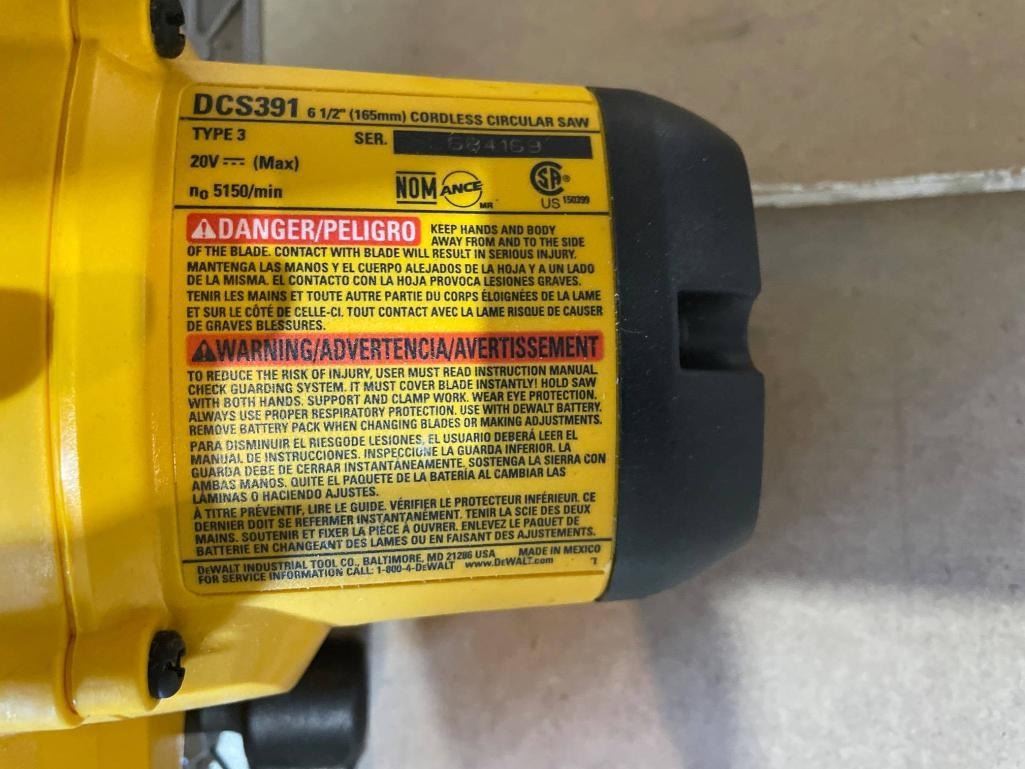 DCS391 6 1/2" (165mm) CORDLESS CIRCULAR SAW
TYPE 3 SER. 684169
20V ⎓ (Max)
n₀ 5150/min
NOM ANCE MR
SA ® US 150399
DANGER/PELIGRO KEEP HANDS AND BODY
AWAY FROM AND TO THE SIDE
OF THE BLADE. CONTACT WITH BLADE WILL RESULT IN SERIOUS INJURY.
MANTENGA LAS MANOS Y EL CUERPO ALEJADOS DE LA HOJA Y A UN LADO
DE LA MISMA. EL CONTACTO CON LA HOJA PROVOCA LESIONES GRAVES.
TENIR LES MAINS ET TOUTE AUTRE PARTIE DU CORPS ÉLOIGNÉES DE LA LAME
ET SUR LE CÔTÉ DE CELLE-CI. TOUT CONTACT AVEC LA LAME RISQUE DE CAUSER
DE GRAVES BLESSURES.
WARNING/ADVERTENCIA/AVERTISSEMENT
TO REDUCE THE RISK OF INJURY, USER MUST READ INSTRUCTION MANUAL.
CHECK GUARDING SYSTEM. IT MUST COVER BLADE INSTANTLY! HOLD SAW
WITH BOTH HANDS. SUPPORT AND CLAMP WORK. WEAR EYE PROTECTION.
ALWAYS USE PROPER RESPIRATORY PROTECTION. USE WITH DEWALT BATTERY.
REMOVE BATTERY PACK WHEN CHANGING BLADES OR MAKING ADJUSTMENTS.
PARA DISMINUIR EL RIESGODE LESIONES, EL USUARIO DEBERÁ LEER EL
MANUAL DE INSTRUCCIONES. INSPECCIONE LA GUARDA INFERIOR. LA
GUARDA DEBE DE CERRAR INSTANTANEAMENTE, SOSTENGA LA SIERRA CON
AMBAS MANOS. QUITE EL PAQUETE DE LA BATERÍA AL CAMBIAR LAS
LÁMINAS O HACIENDO AJUSTES.
À TITRE PRÉVENTIF, LIRE LE GUIDE. VÉRIFIER LE PROTECTEUR INFÉRIEUR. CE
DERNIER DOIT SE REFERMER INSTANTANÉMENT. TENIR LA SCIE DES DEUX
MAINS. SOUTENIR ET FIXER LA PIÈCE À OUVRER. ENLEVEZ LE PAQUET DE
BATTERIE EN CHANGEANT DES LAMES OU EN FAISANT DES AJUSTEMENTS.
DEWALT INDUSTRIAL TOOL CO., BALTIMORE, MD 21286 USA MADE IN MEXICO
FOR SERVICE INFORMATION CALL: 1-800-4-DEWALT www.DEWALT.com 1